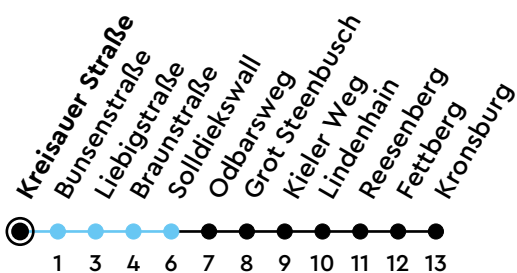 Kreisauer Straße
Bunsenstraße
Liebigstraße
Braunstraße
Solldiekswall
Odbarsweg
Grot Steenbusch
Kieler Weg
Lindenhain
Reesenberg
Fettberg
Kronsburg
1 3 4 6 7 8 9 10 11 12 13